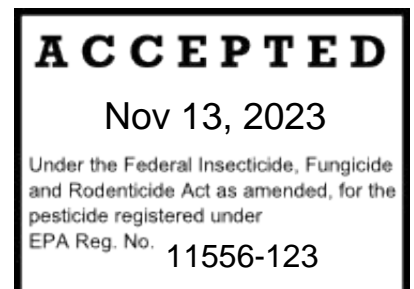 ACCEPTED
Nov 13, 2023
Under the Federal Insecticide, Fungicide
and Rodenticide Act as amended, for the
pesticide registered under
EPA Reg. No. 11556-123